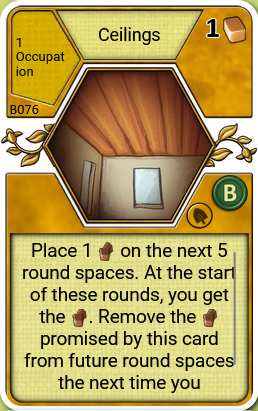 Ceilings
1
1
Occupat
ion
B076
B
Place 1 on the next 5
round spaces. At the start
of these rounds, you get
the . Remove the
promised by this card
from future round spaces
the next time you